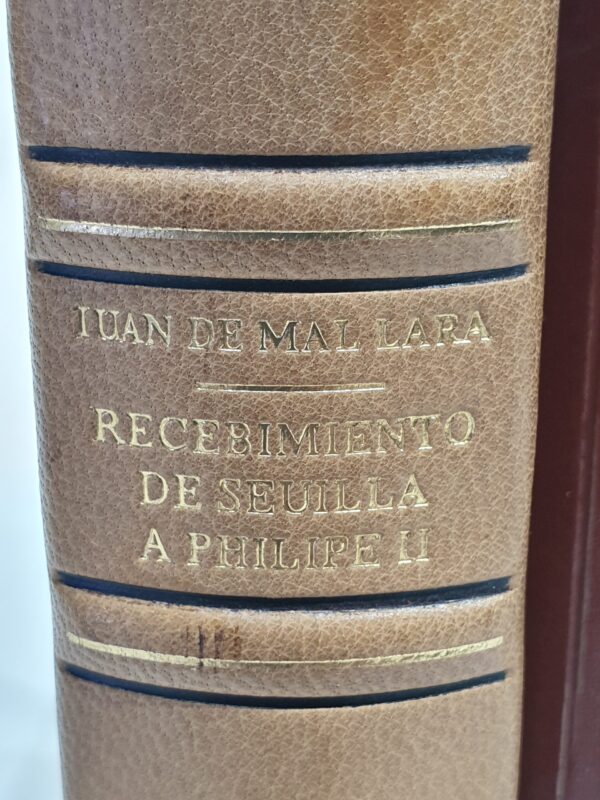 IUAN DE MAL LARA
RECEBIMIENTO
DE SEUILLA
A PHILIPE II